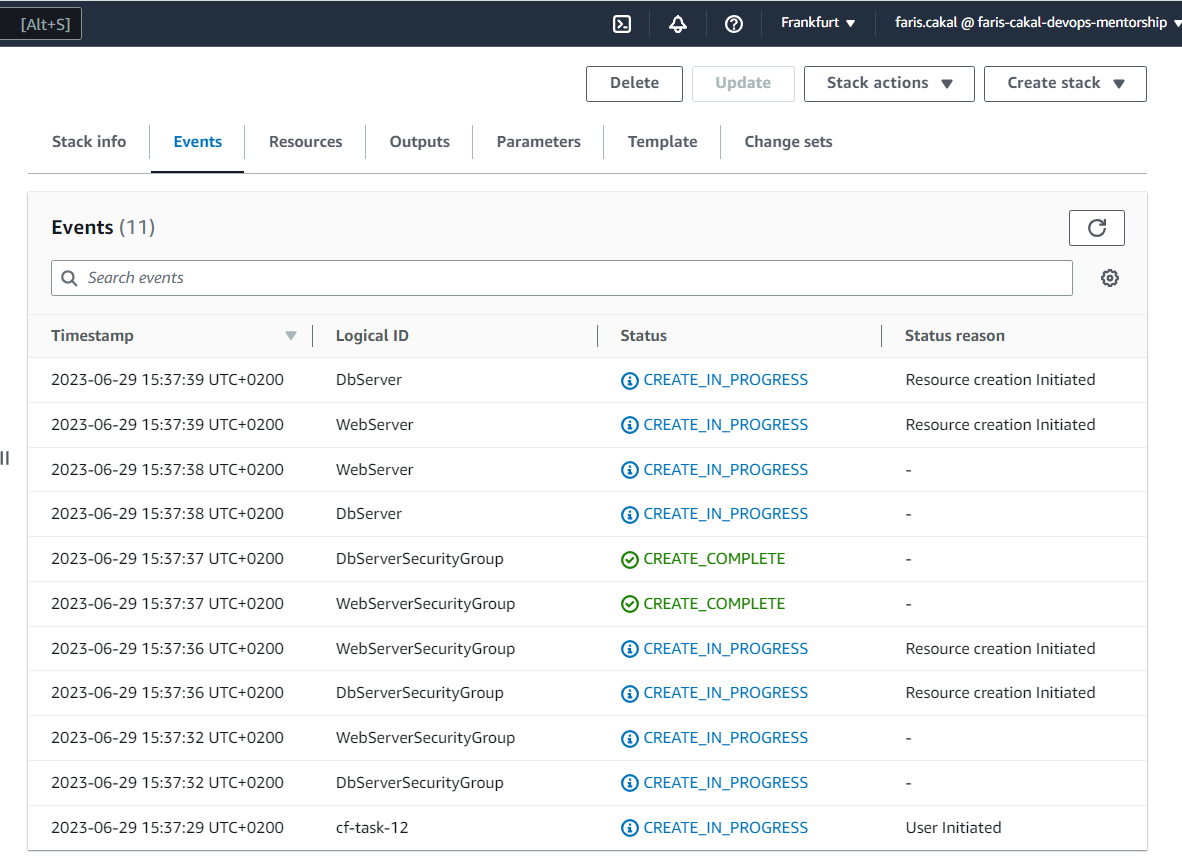 [Alt+S] Frankfurt faris.cakal @ faris-cakal-devops-mentorship
Delete Update Stack actions Create stack
Stack info Events Resources Outputs Parameters Template Change sets
Events (11)
Search events
Timestamp Logical ID Status Status reason
2023-06-29 15:37:39 UTC+0200 DbServer CREATE_IN_PROGRESS Resource creation Initiated
2023-06-29 15:37:39 UTC+0200 WebServer CREATE_IN_PROGRESS Resource creation Initiated
2023-06-29 15:37:38 UTC+0200 WebServer CREATE_IN_PROGRESS -
2023-06-29 15:37:38 UTC+0200 DbServer CREATE_IN_PROGRESS -
2023-06-29 15:37:37 UTC+0200 DbServerSecurityGroup CREATE_COMPLETE -
2023-06-29 15:37:37 UTC+0200 WebServerSecurityGroup CREATE_COMPLETE -
2023-06-29 15:37:36 UTC+0200 WebServerSecurityGroup CREATE_IN_PROGRESS Resource creation Initiated
2023-06-29 15:37:36 UTC+0200 DbServerSecurityGroup CREATE_IN_PROGRESS Resource creation Initiated
2023-06-29 15:37:32 UTC+0200 WebServerSecurityGroup CREATE_IN_PROGRESS -
2023-06-29 15:37:32 UTC+0200 DbServerSecurityGroup CREATE_IN_PROGRESS -
2023-06-29 15:37:29 UTC+0200 cf-task-12 CREATE_IN_PROGRESS User Initiated